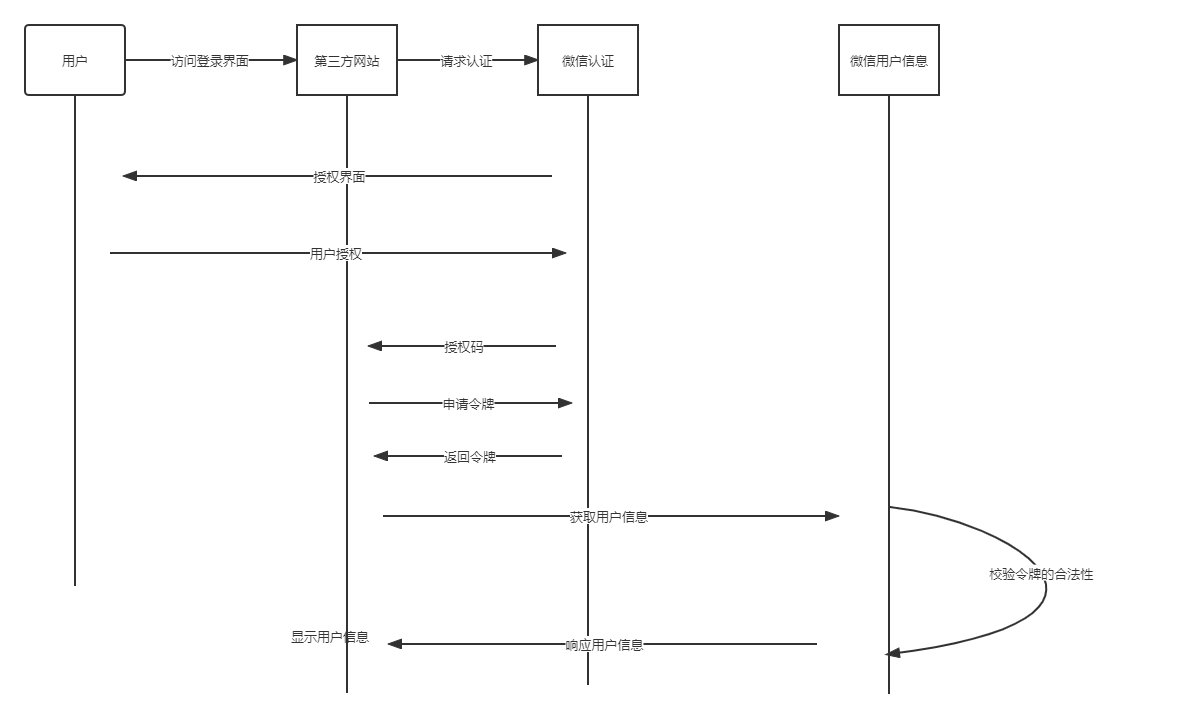 用户
访问登录界面
第三方网站
请求认证
微信认证
微信用户信息
授权界面
用户授权
授权码
申请令牌
返回令牌
获取用户信息
校验令牌的合法性
显示用户信息
响应用户信息